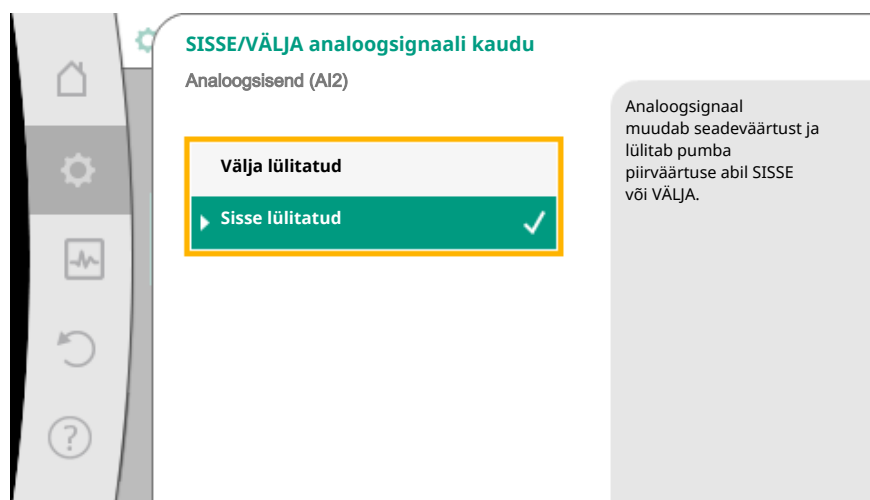 SISSE/VÄLJA analoogsignaali kaudu
Analoogsisend (AI2)
Välja lülitatud
Sisse lülitatud
Analoogsignaal
muudab seadeväärtust ja
lülitab pumba
piirväärtuse abil SISSE
või VÄLJA.